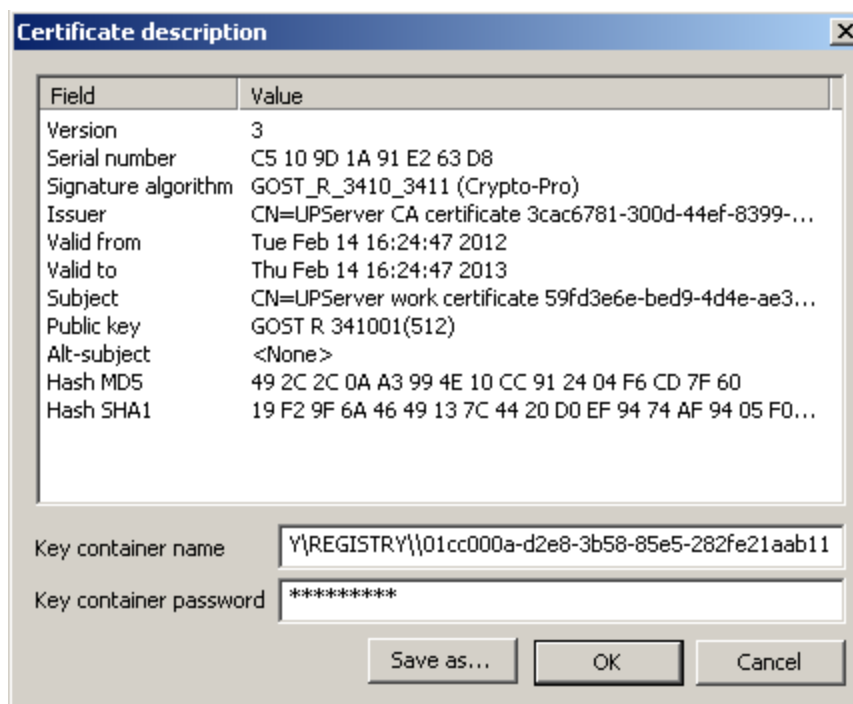 Certificate description
Field Value
Version 3
Serial number C5 10 9D 1A 91 E2 63 D8
Signature algorithm GOST_R_3410_3411 (Crypto-Pro)
Issuer CN=UPServer CA certificate 3cac6781-300d-44ef-8399-...
Valid from Tue Feb 14 16:24:47 2012
Valid to Thu Feb 14 16:24:47 2013
Subject CN=UPServer work certificate 59fd3e6e-bed9-4d4e-ae3...
Public key GOST R 341001(512)
Alt-subject <None>
Hash MD5 49 2C 2C 0A A3 99 4E 10 CC 91 24 04 F6 CD 7F 60
Hash SHA1 19 F2 9F 6A 46 49 13 7C 44 20 D0 EF 94 74 AF 94 05 F0...
Key container name Y\REGISTRY\\01cc000a-d2e8-3b58-85e5-282fe21aab11
Key container password *********
Save as... OK Cancel